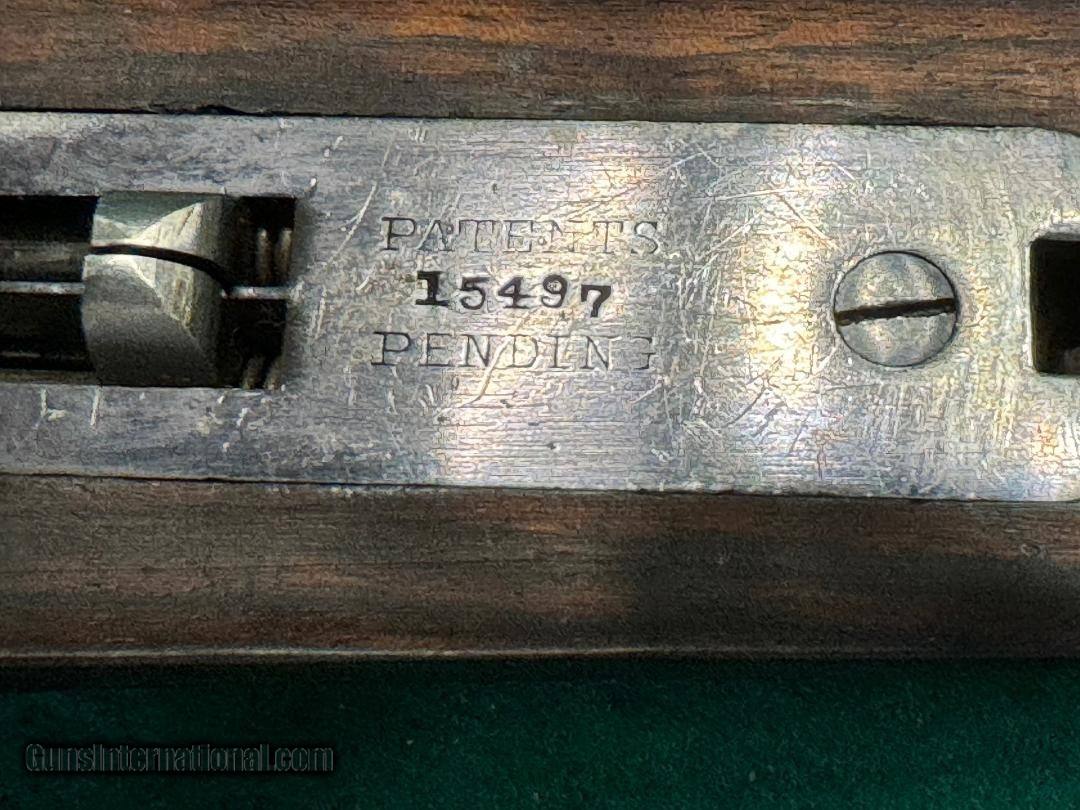 PATENTS
15497
PENDING
GunsInternational.com